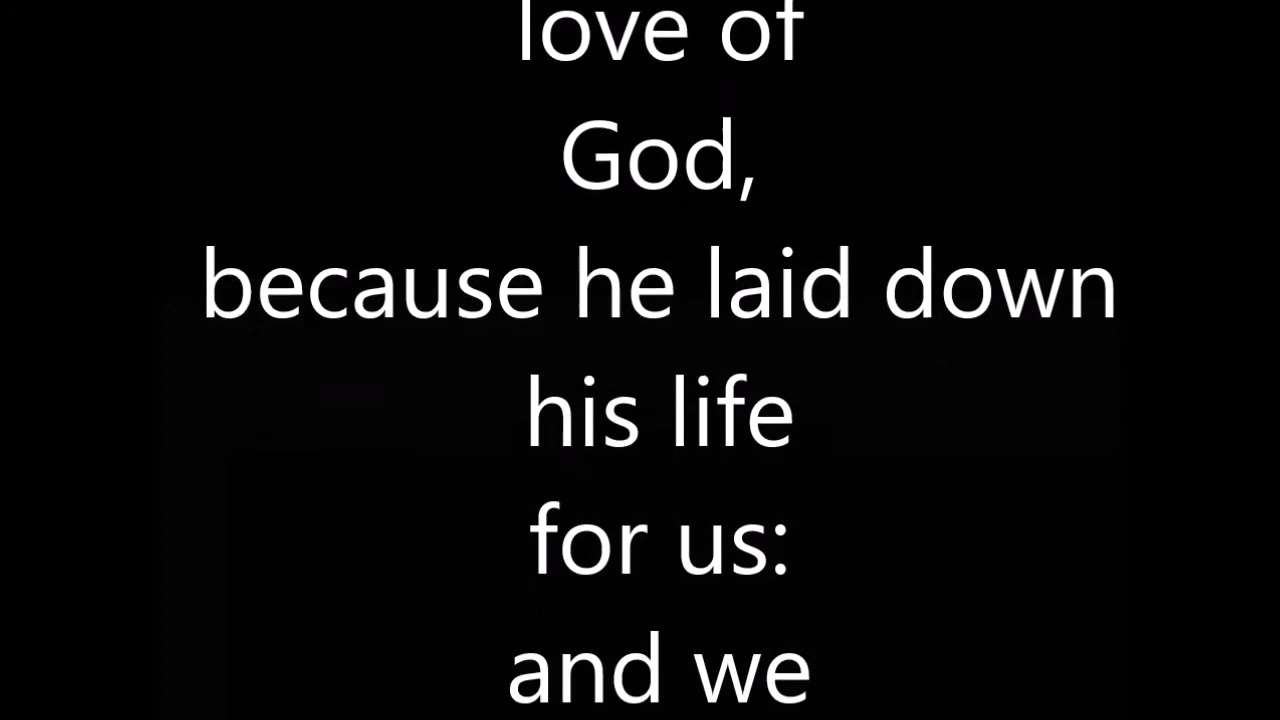 love of
God,
because he laid down
his life
for us:
and we